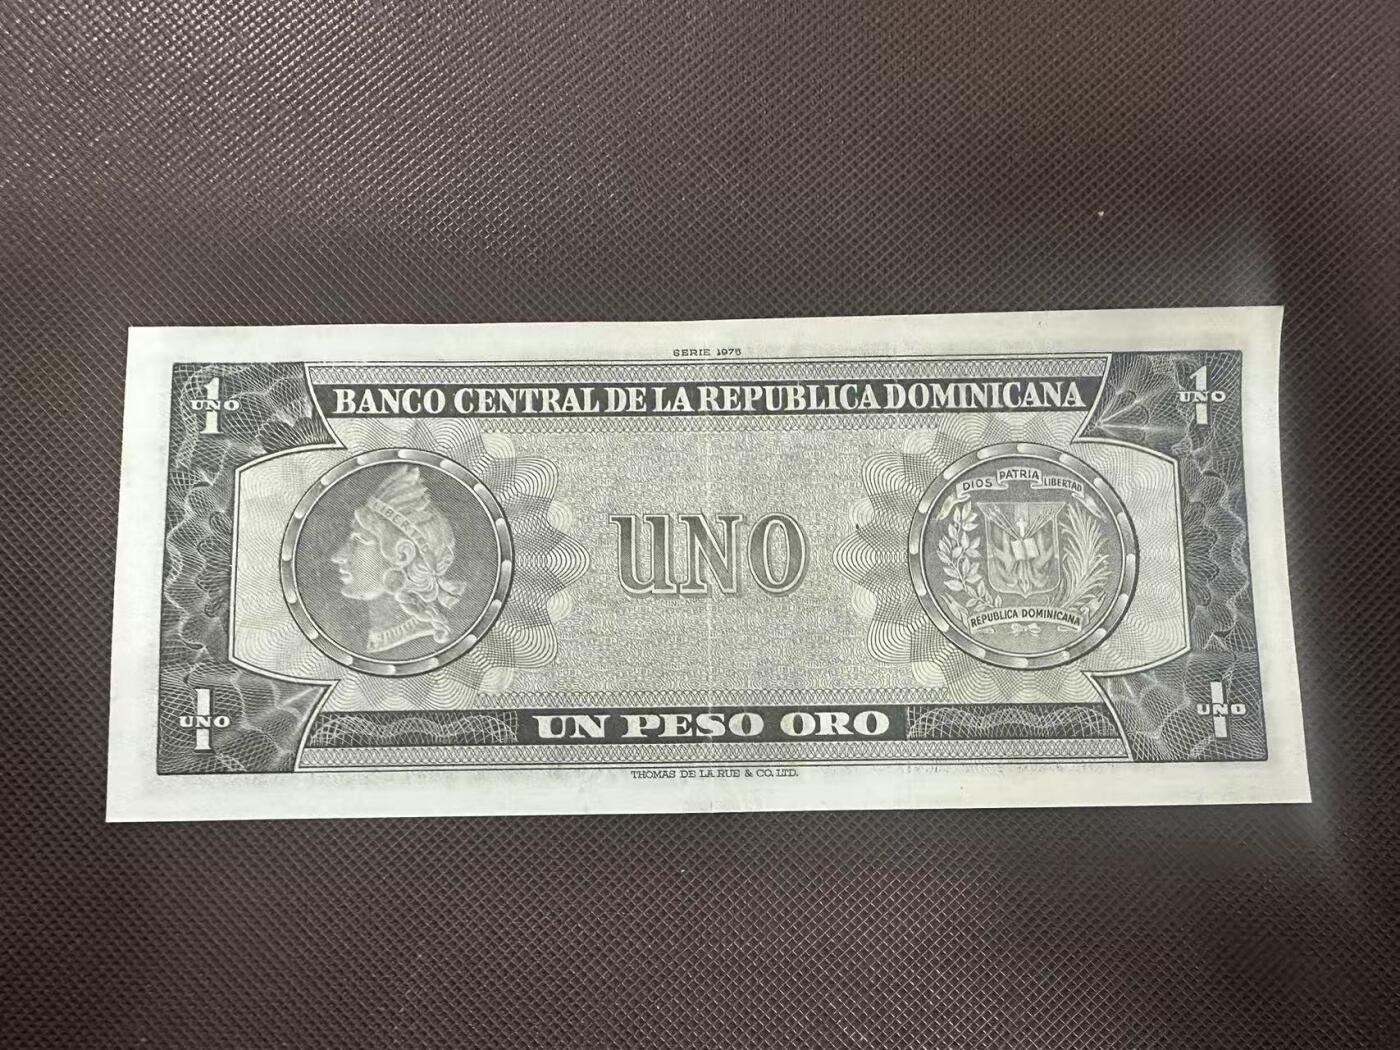 SERIE 1975
1 UNO
BANCO CENTRAL DE LA REPUBLICA DOMINICANA
1 UNO
LIBERTAD
UNO
DIOS PATRIA LIBERTAD
REPUBLICA DOMINICANA
1 UNO
UN PESO ORO
1 UNO
THOMAS DE LA RUE & CO. LTD.